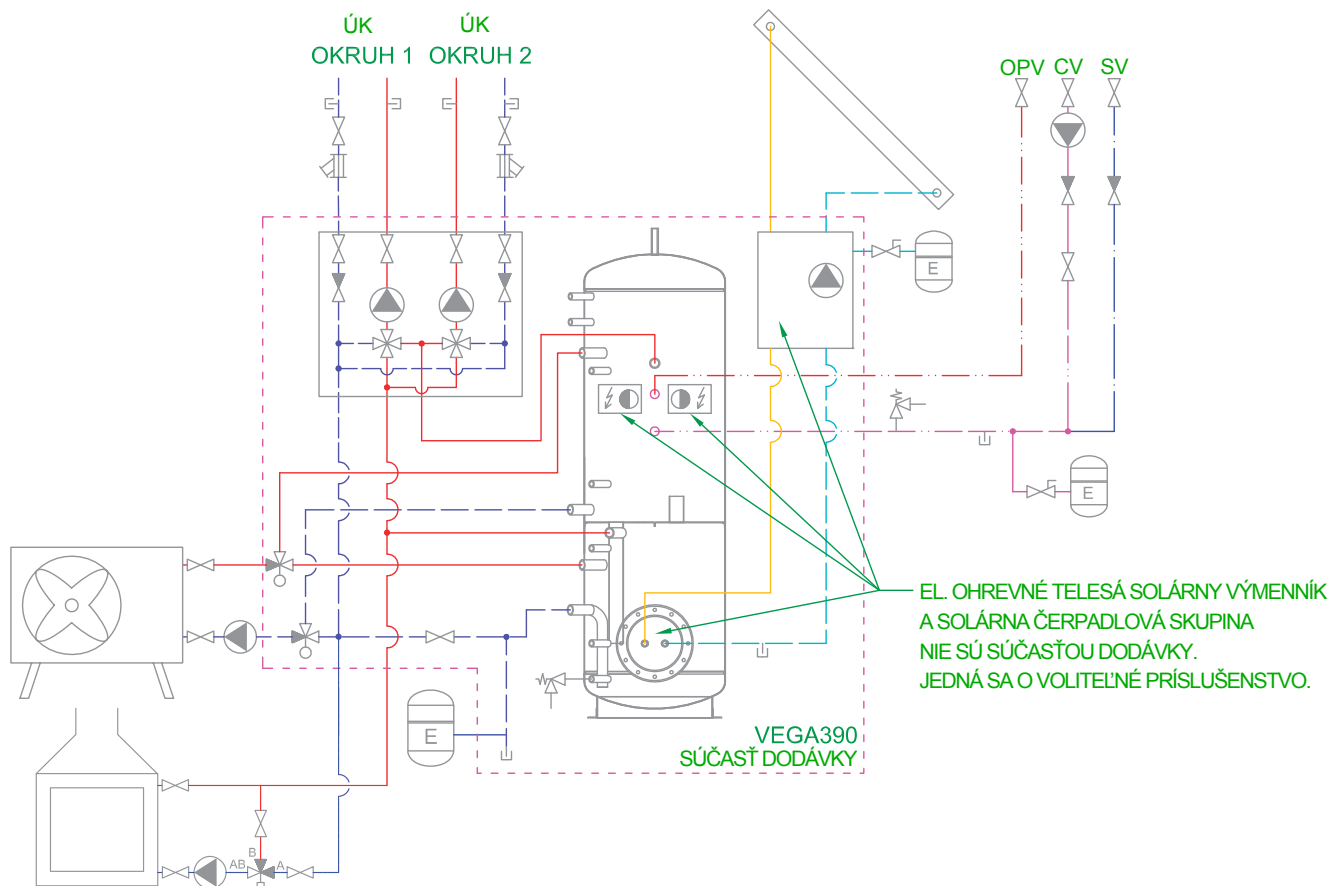 ÚK
OKRUH 1
ÚK
OKRUH 2
OPV
CV
SV
E
E
EL. OHREVNÉ TELESÁ SOLÁRNY VÝMENNÍK
A SOLÁRNA ČERPADLOVÁ SKUPINA
NIE SÚ SÚČASŤOU DODÁVKY.
JEDNÁ SA O VOLITEĽNÉ PRÍSLUŠENSTVO.
E
VEGA390
SÚČASŤ DODÁVKY
B
AB
A